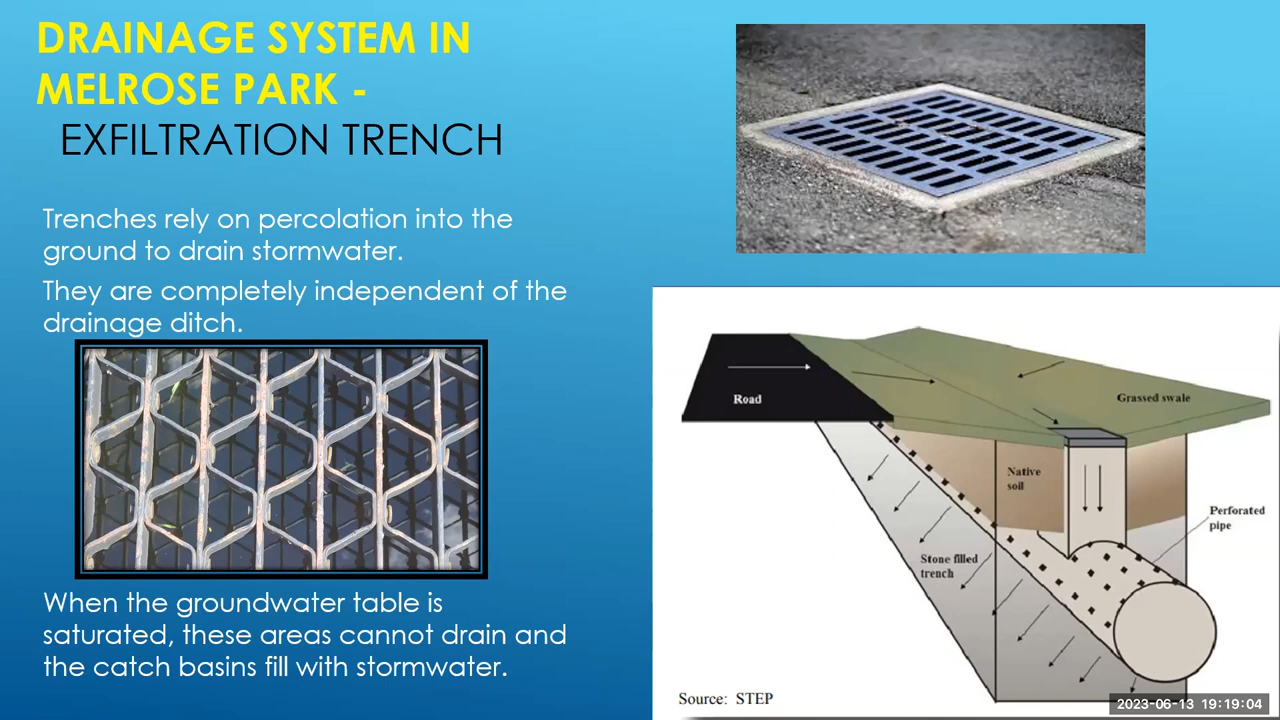 DRAINAGE SYSTEM IN
MELROSE PARK -
EXFILTRATION TRENCH
Trenches rely on percolation into the
ground to drain stormwater.
They are completely independent of the
drainage ditch.
When the groundwater table is
saturated, these areas cannot drain and
the catch basins fill with stormwater.
Road
Grassed swale
Native
soil
Perforated
pipe
Stone filled
trench
Source: STEP
2023-06-13 19:19:04